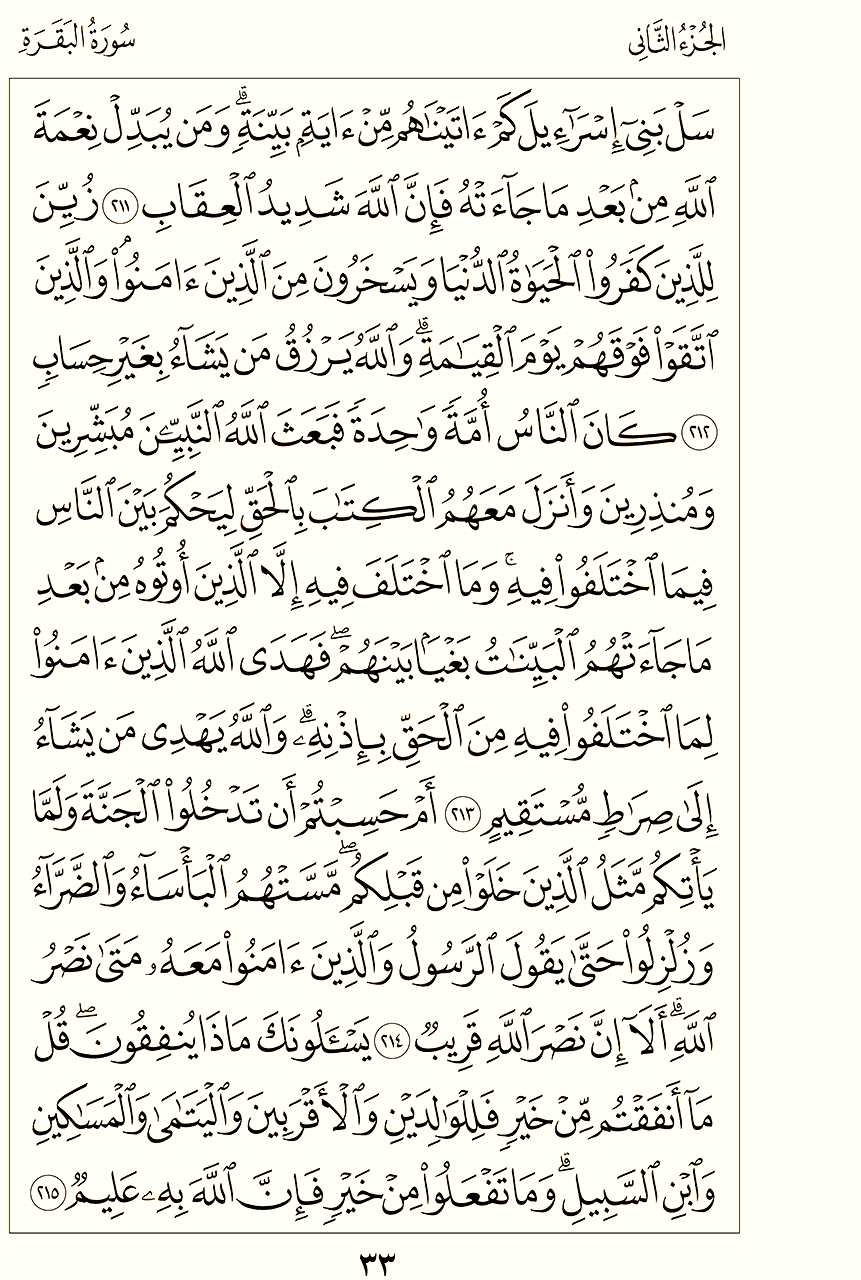 الجُزْءُ الثَّانِي
سُورَةُ البَقَرَةِ
سَلْ بَنِىٓ إِسْرَٰٓءِيلَ كَمْ ءَاتَيْنَٰهُم مِّنْ ءَايَةِۭ بَيِّنَةٍۗ وَمَن يُبَدِّلْ نِعْمَةَ
ٱللَّهِ مِنۢ بَعْدِ مَا جَآءَتْهُ فَإِنَّ ٱللَّهَ شَدِيدُ ٱلْعِقَابِ ٢١١ زُيِّنَ
لِلَّذِينَ كَفَرُوا۟ ٱلْحَيَوٰةُ ٱلدُّنْيَا وَيَسْخَرُونَ مِنَ ٱلَّذِينَ ءَامَنُوا۟ۘ وَٱلَّذِينَ
ٱتَّقَوْا۟ فَوْقَهُمْ يَوْمَ ٱلْقِيَٰمَةِۗ وَٱللَّهُ يَرْزُقُ مَن يَشَآءُ بِغَيْرِ حِسَابٍ
٢١٢ كَانَ ٱلنَّاسُ أُمَّةً وَٰحِدَةً فَبَعَثَ ٱللَّهُ ٱلنَّبِيِّـۧنَ مُبَشِّرِينَ
وَمُنذِرِينَ وَأَنزَلَ مَعَهُمُ ٱلْكِتَٰبَ بِٱلْحَقِّ لِيَحْكُمَ بَيْنَ ٱلنَّاسِ
فِيمَا ٱخْتَلَفُوا۟ فِيهِۚ وَمَا ٱخْتَلَفَ فِيهِ إِلَّا ٱلَّذِينَ أُوتُوهُ مِنۢ بَعْدِ
مَا جَآءَتْهُمُ ٱلْبَيِّنَٰتُ بَغْيًۢا بَيْنَهُمْۖ فَهَدَى ٱللَّهُ ٱلَّذِينَ ءَامَنُوا۟
لِمَا ٱخْتَلَفُوا۟ فِيهِ مِنَ ٱلْحَقِّ بِإِذْنِهِۦۗ وَٱللَّهُ يَهْدِى مَن يَشَآءُ
إِلَىٰ صِرَٰطٍ مُّسْتَقِيمٍ ٢١٣ أَمْ حَسِبْتُمْ أَن تَدْخُلُوا۟ ٱلْجَنَّةَ وَلَمَّا
يَأْتِكُم مَّثَلُ ٱلَّذِينَ خَلَوْا۟ مِن قَبْلِكُمۖ مَّسَّتْهُمُ ٱلْبَأْسَآءُ وَٱلضَّرَّآءُ
وَزُلْزِلُوا۟ حَتَّىٰ يَقُولَ ٱلرَّسُولُ وَٱلَّذِينَ ءَامَنُوا۟ مَعَهُۥ مَتَىٰ نَصْرُ
ٱللَّهِۗ أَلَآ إِنَّ نَصْرَ ٱللَّهِ قَرِيبٌ ٢١٤ يَسْـَٔلُونَكَ مَاذَا يُنفِقُونَۖ قُلْ
مَآ أَنفَقْتُم مِّنْ خَيْرٍ فَلِلْوَٰلِدَيْنِ وَٱلْأَقْرَبِينَ وَٱلْيَتَٰمَىٰ وَٱلْمَسَٰكِينِ
وَٱبْنِ ٱلسَّبِيلِۗ وَمَا تَفْعَلُوا۟ مِنْ خَيْرٍ فَإِنَّ ٱللَّهَ بِهِۦ عَلِيمٌ ٢١٥
٣٣